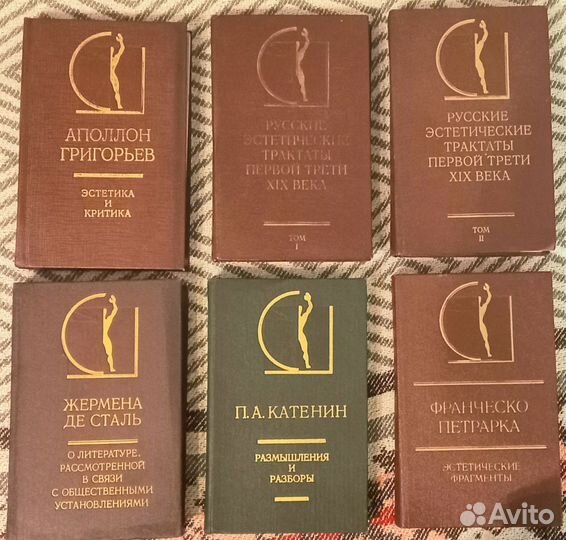 АПОЛЛОН
ГРИГОРЬЕВ
ЭСТЕТИКА
И
КРИТИКА
РУССКИЕ
ЭСТЕТИЧЕСКИЕ
ТРАКТАТЫ
ПЕРВОЙ ТРЕТИ
XIX ВЕКА
ТОМ
I
РУССКИЕ
ЭСТЕТИЧЕСКИЕ
ТРАКТАТЫ
ПЕРВОЙ ТРЕТИ
XIX ВЕКА
ТОМ
II
ЖЕРМЕНА
ДЕ СТАЛЬ
О ЛИТЕРАТУРЕ,
РАССМОТРЕННОЙ
В СВЯЗИ
С ОБЩЕСТВЕННЫМИ
УСТАНОВЛЕНИЯМИ
П. А. КАТЕНИН
РАЗМЫШЛЕНИЯ
И
РАЗБОРЫ
ФРАНЧЕСКО
ПЕТРАРКА
ЭСТЕТИЧЕСКИЕ
ФРАГМЕНТЫ
Avito